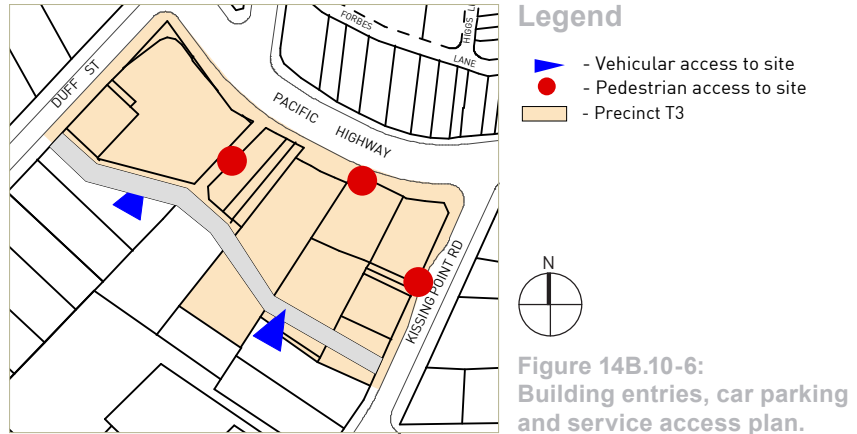 FORBES
LANE
HIGGS L
DUFF ST
PACIFIC HIGHWAY
KISSING POINT RD
Legend
- Vehicular access to site
- Pedestrian access to site
- Precinct T3
N
Figure 14B.10-6:
Building entries, car parking
and service access plan.